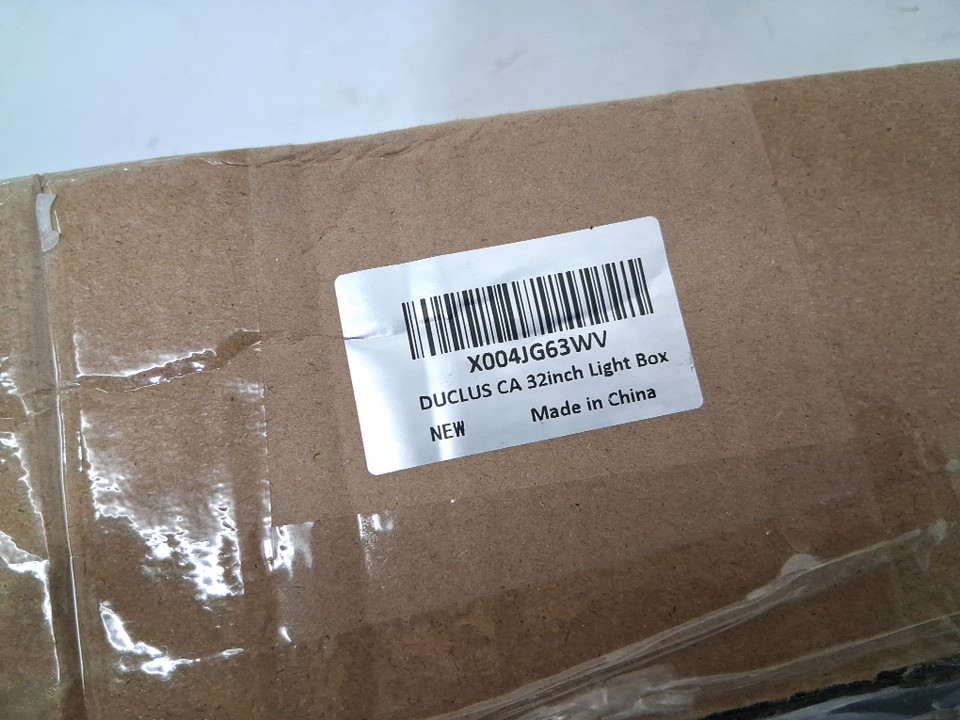 X004JG63WV
DUCLUS CA 32inch Light Box
NEW Made in China